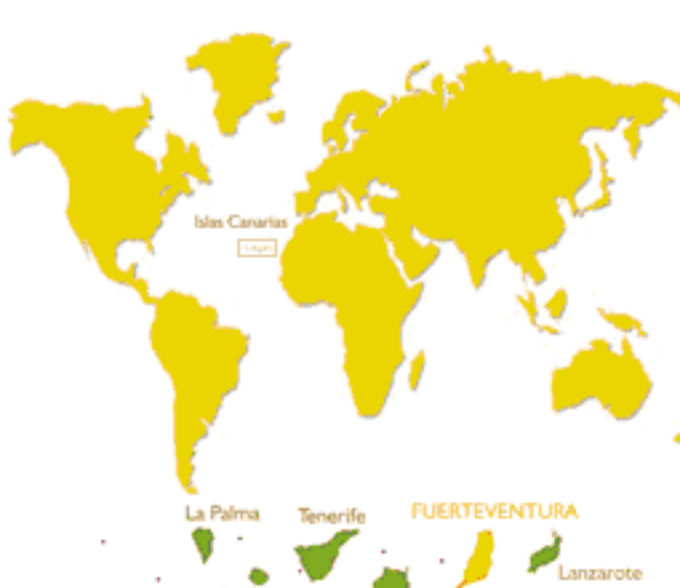 Islas Canarias
La Palma
Tenerife
FUERTEVENTURA
Lanzarote